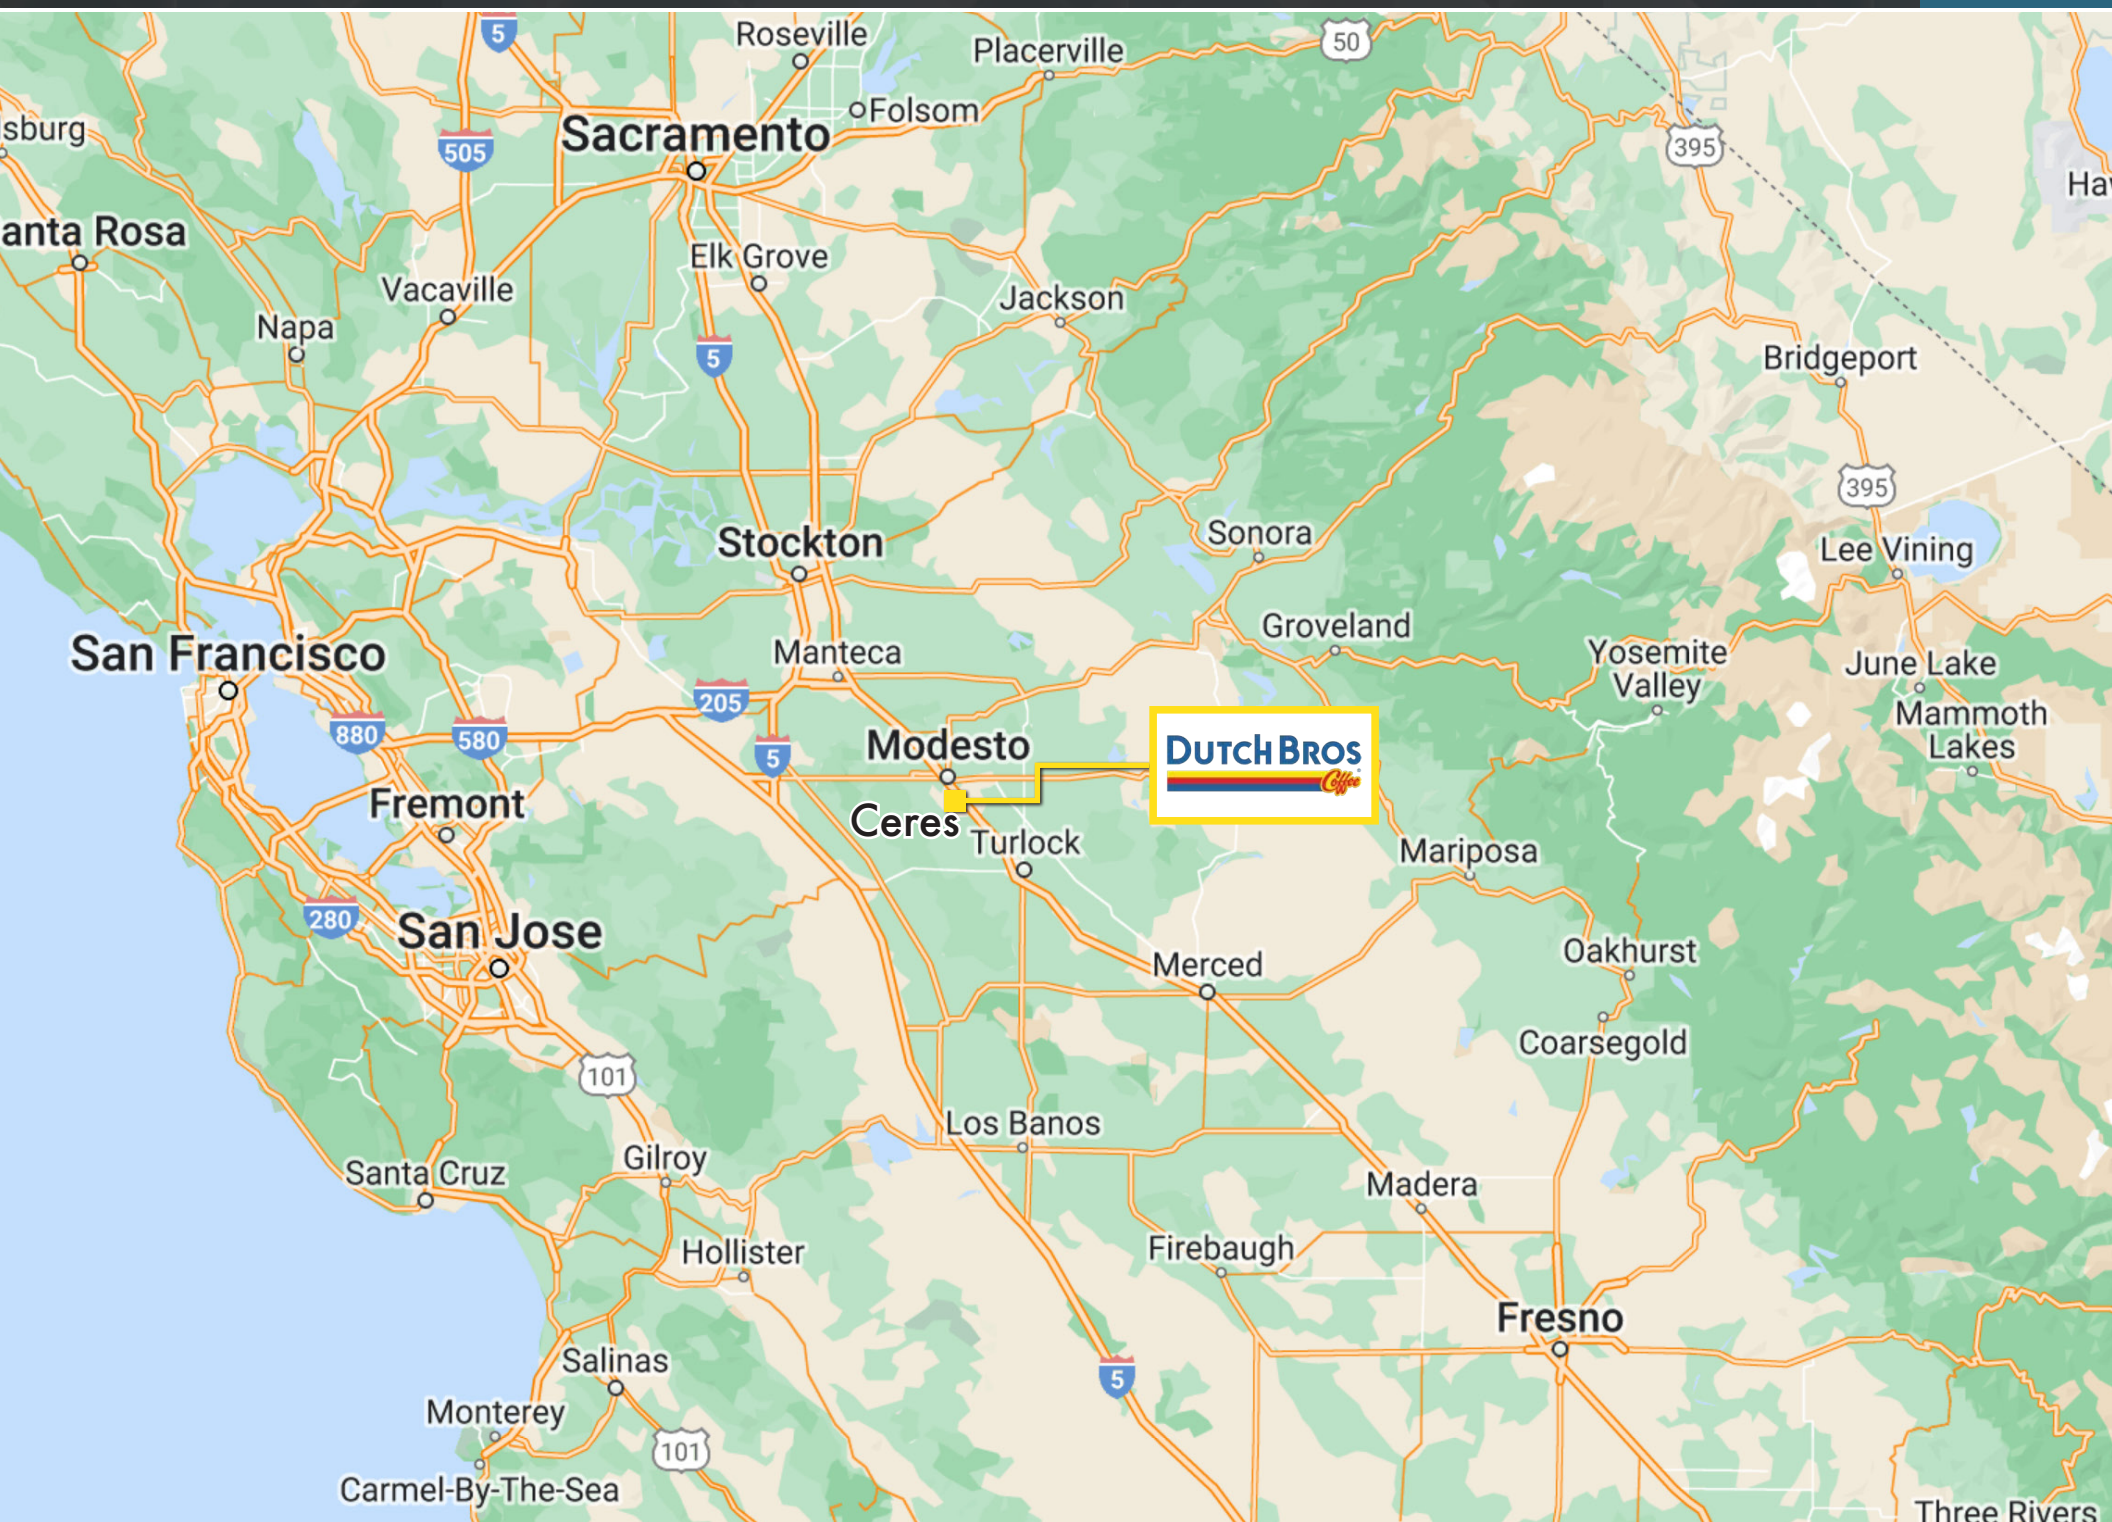 5
Roseville
Placerville
50
Folsom
lsburg
505
Sacramento
395
Ha
anta Rosa
Elk Grove
Vacaville
Jackson
Napa
5
Bridgeport
395
Stockton
Sonora
Lee Vining
San Francisco
Manteca
Groveland
Yosemite
Valley
June Lake
205
880
580
5
Modesto
DUTCH BROS
Coffee
Mammoth
Lakes
Fremont
Ceres
Turlock
Mariposa
280
San Jose
Merced
Oakhurst
Coarsegold
101
Los Banos
Gilroy
Santa Cruz
Madera
Hollister
Firebaugh
Fresno
Salinas
5
Monterey
101
Carmel-By-The-Sea
Three Rivers